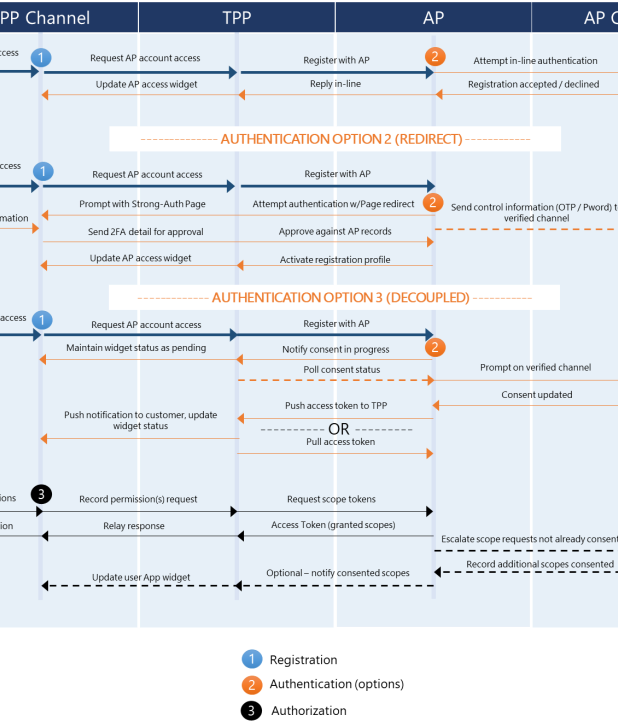 PP Channel TPP AP AP C
ccess
1 Request AP account access Register with AP 2 Attempt in-line authentication
Update AP access widget Reply in-line Registration accepted / declined
AUTHENTICATION OPTION 2 (REDIRECT)
ccess
1 Request AP account access Register with AP
Prompt with Strong-Auth Page Attempt authentication w/Page redirect 2 Send control information (OTP / Pword) t
verified channel
mation
Send 2FA detail for approval Approve against AP records
Update AP access widget Activate registration profile
AUTHENTICATION OPTION 3 (DECOUPLED)
access 1 Request AP account access Register with AP
Maintain widget status as pending Notify consent in progress 2
Poll consent status Prompt on verified channel
Consent updated
Push access token to TPP
Push notification to customer, update
widget status
OR
Pull access token
ions 3 Record permission(s) request Request scope tokens
ion Relay response Access Token (granted scopes)
Escalate scope requests not already consent
Record additional scopes consented
Update user App widget Optional – notify consented scopes
1 Registration
2 Authentication (options)
3 Authorization